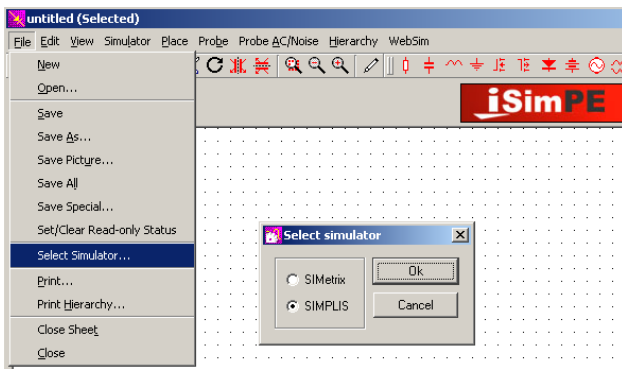 untitled (Selected)
File Edit View Simulator Place Probe Probe AC/Noise Hierarchy WebSim
New
Open...
Save
Save As...
Save Picture...
Save All
Save Special...
Set/Clear Read-only Status
Select Simulator...
Print...
Print Hierarchy...
Close Sheet
Close
iSimPE
Select simulator
SIMetrix
SIMPLIS
Ok
Cancel